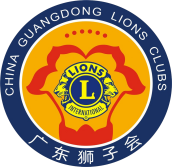 CHINA GUANGDONG LIONS CLUBS
LIONS
L
INTERNATIONAL
广东狮子会